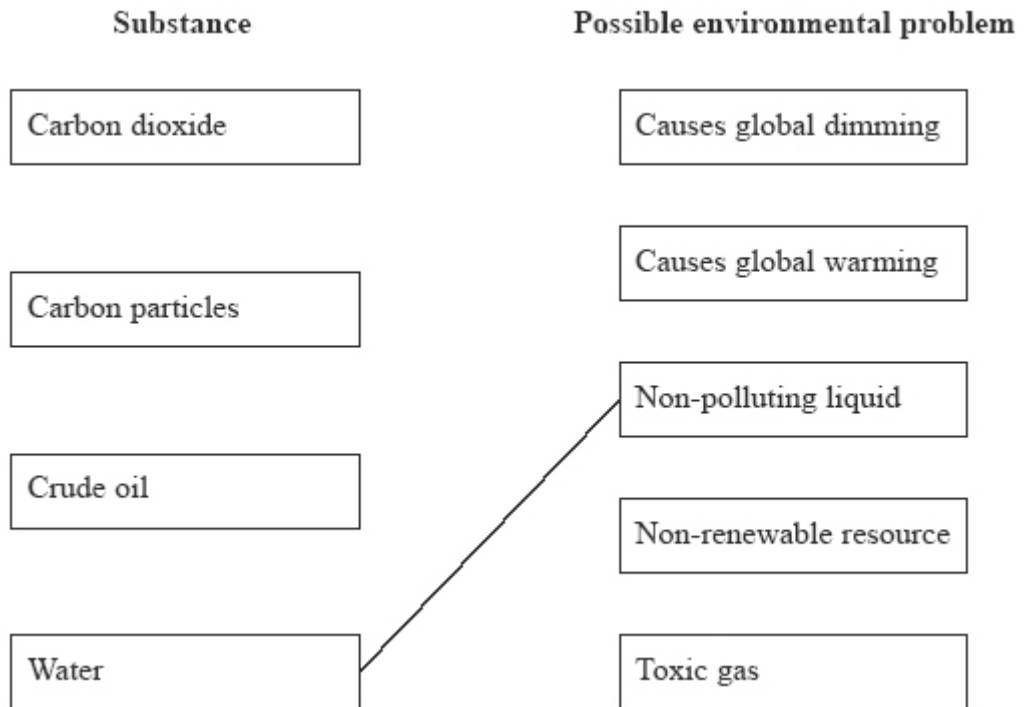 Substance
Possible environmental problem
Carbon dioxide
Causes global dimming
Causes global warming
Carbon particles
Non-polluting liquid
Crude oil
Non-renewable resource
Water
Toxic gas